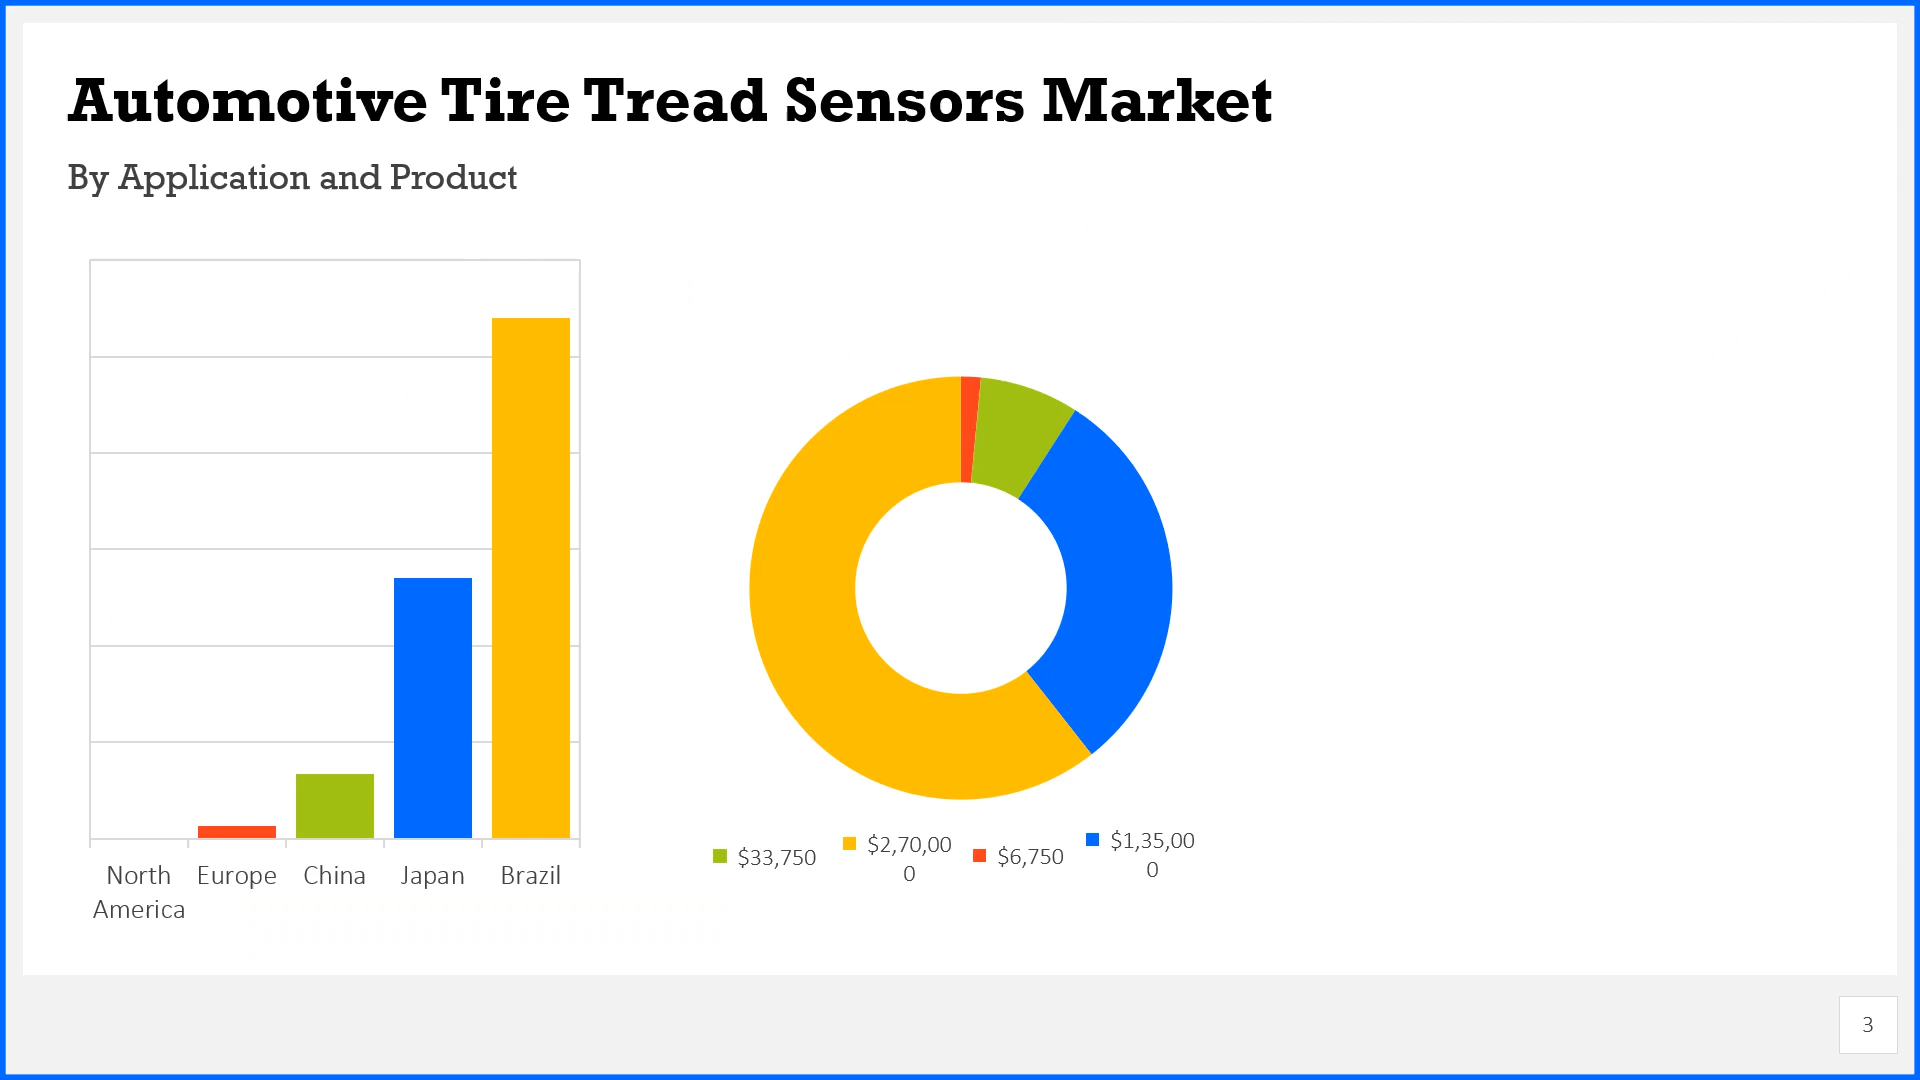 Automotive Tire Tread Sensors Market
By Application and Product
North America
Europe
China
Japan
Brazil
$33,750
$2,70,00
0
$6,750
$1,35,00
0
3